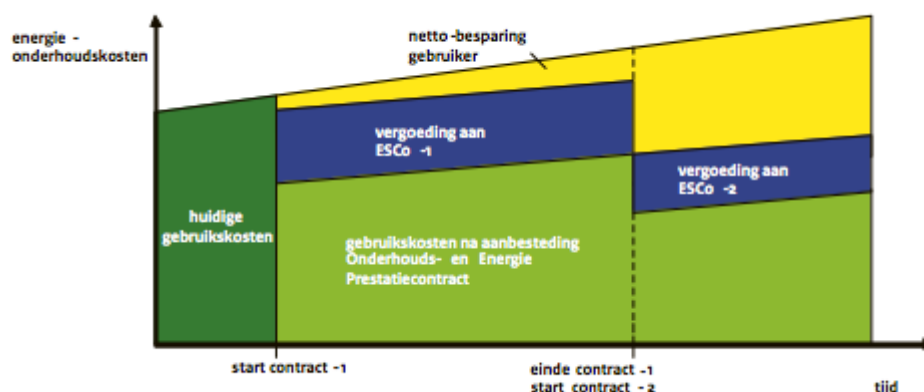 energie -
onderhoudskosten
netto -besparing
gebruiker
vergoeding aan
ESCo -1
vergoeding aan
ESCo -2
huidige
gebruikskosten
gebruikskosten na aanbesteding
Onderhouds- en Energie
Prestatiecontract
start contract -1
einde contract -1
start contract -2
tijd